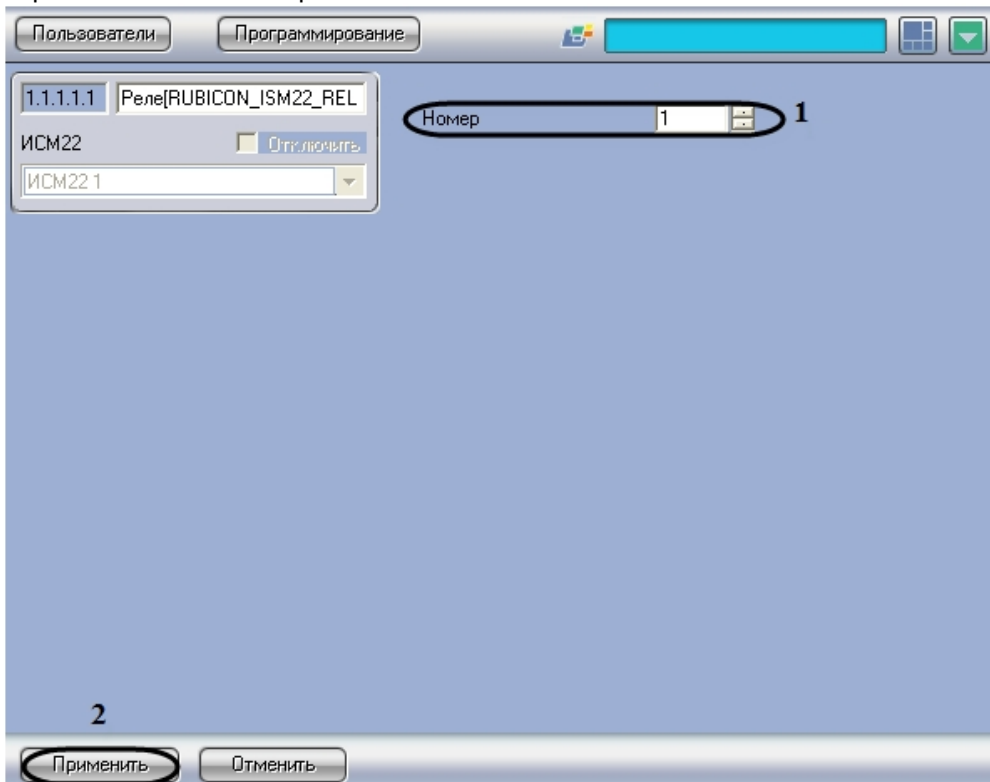 Пользователи Программирование
1.1.1.1.1 Реле[RUBICON_ISM22_REL
Номер 1 1
ИСМ22 Отключить
ИСМ22 1
2
Применить Отменить